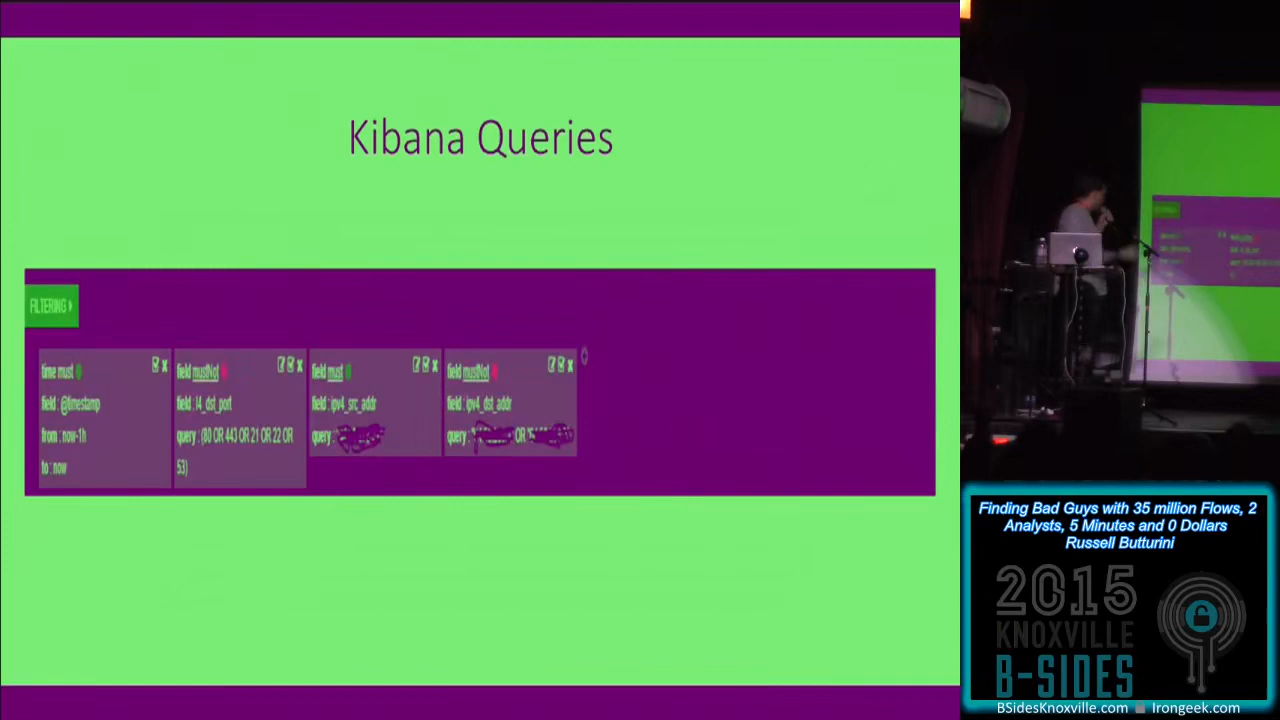 Kibana Queries
FILTERING
time must
field : @timestamp
from : now-1h
to : now
field mustNot
field : l4_dst_port
query : (80 OR 443 OR 21 OR 22 OR
53)
field must
field : ipv4_src_addr
query :
field mustNot
field : ipv4_dst_addr
query : OR
Finding Bad Guys with 35 million Flows, 2
Analysts, 5 Minutes and 0 Dollars
Russell Butturini
2015
KNOXVILLE
B-SIDES
BSidesKnoxville.com Irongeek.com